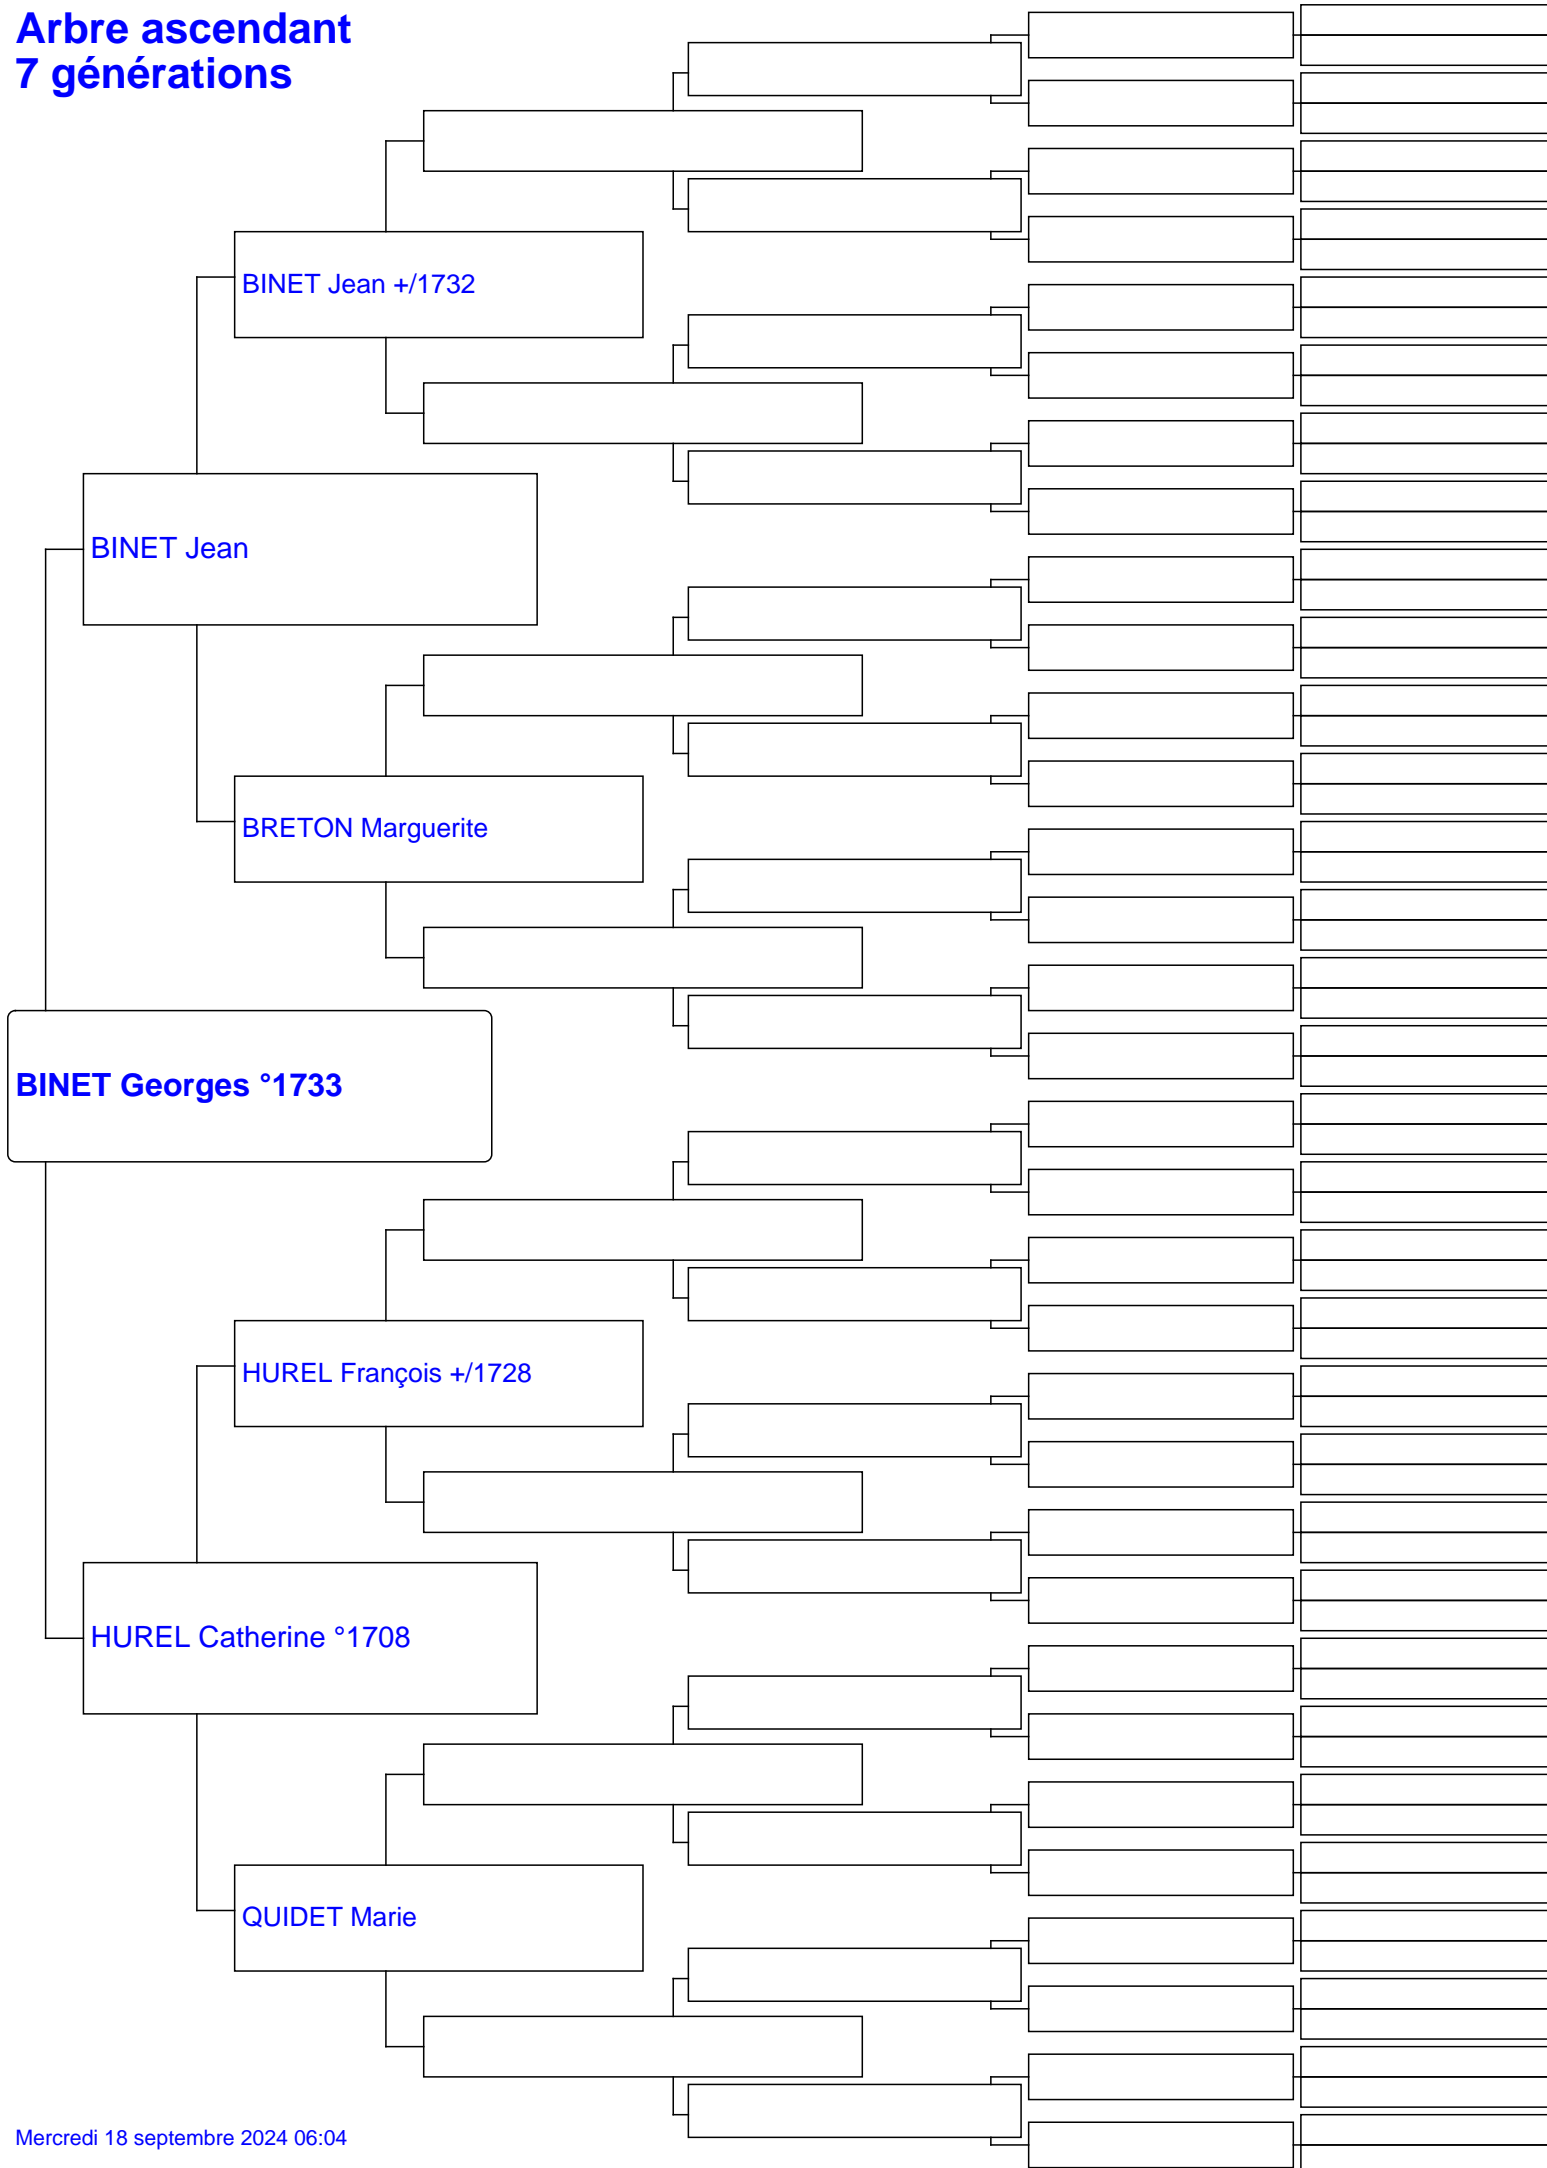 Arbre ascendant
7 générations
BINET Jean +/1732
BINET Jean
BRETON Marguerite
BINET Georges °1733
HUREL François +/1728
HUREL Catherine °1708
QUIDET Marie
Mercredi 18 septembre 2024 06:04